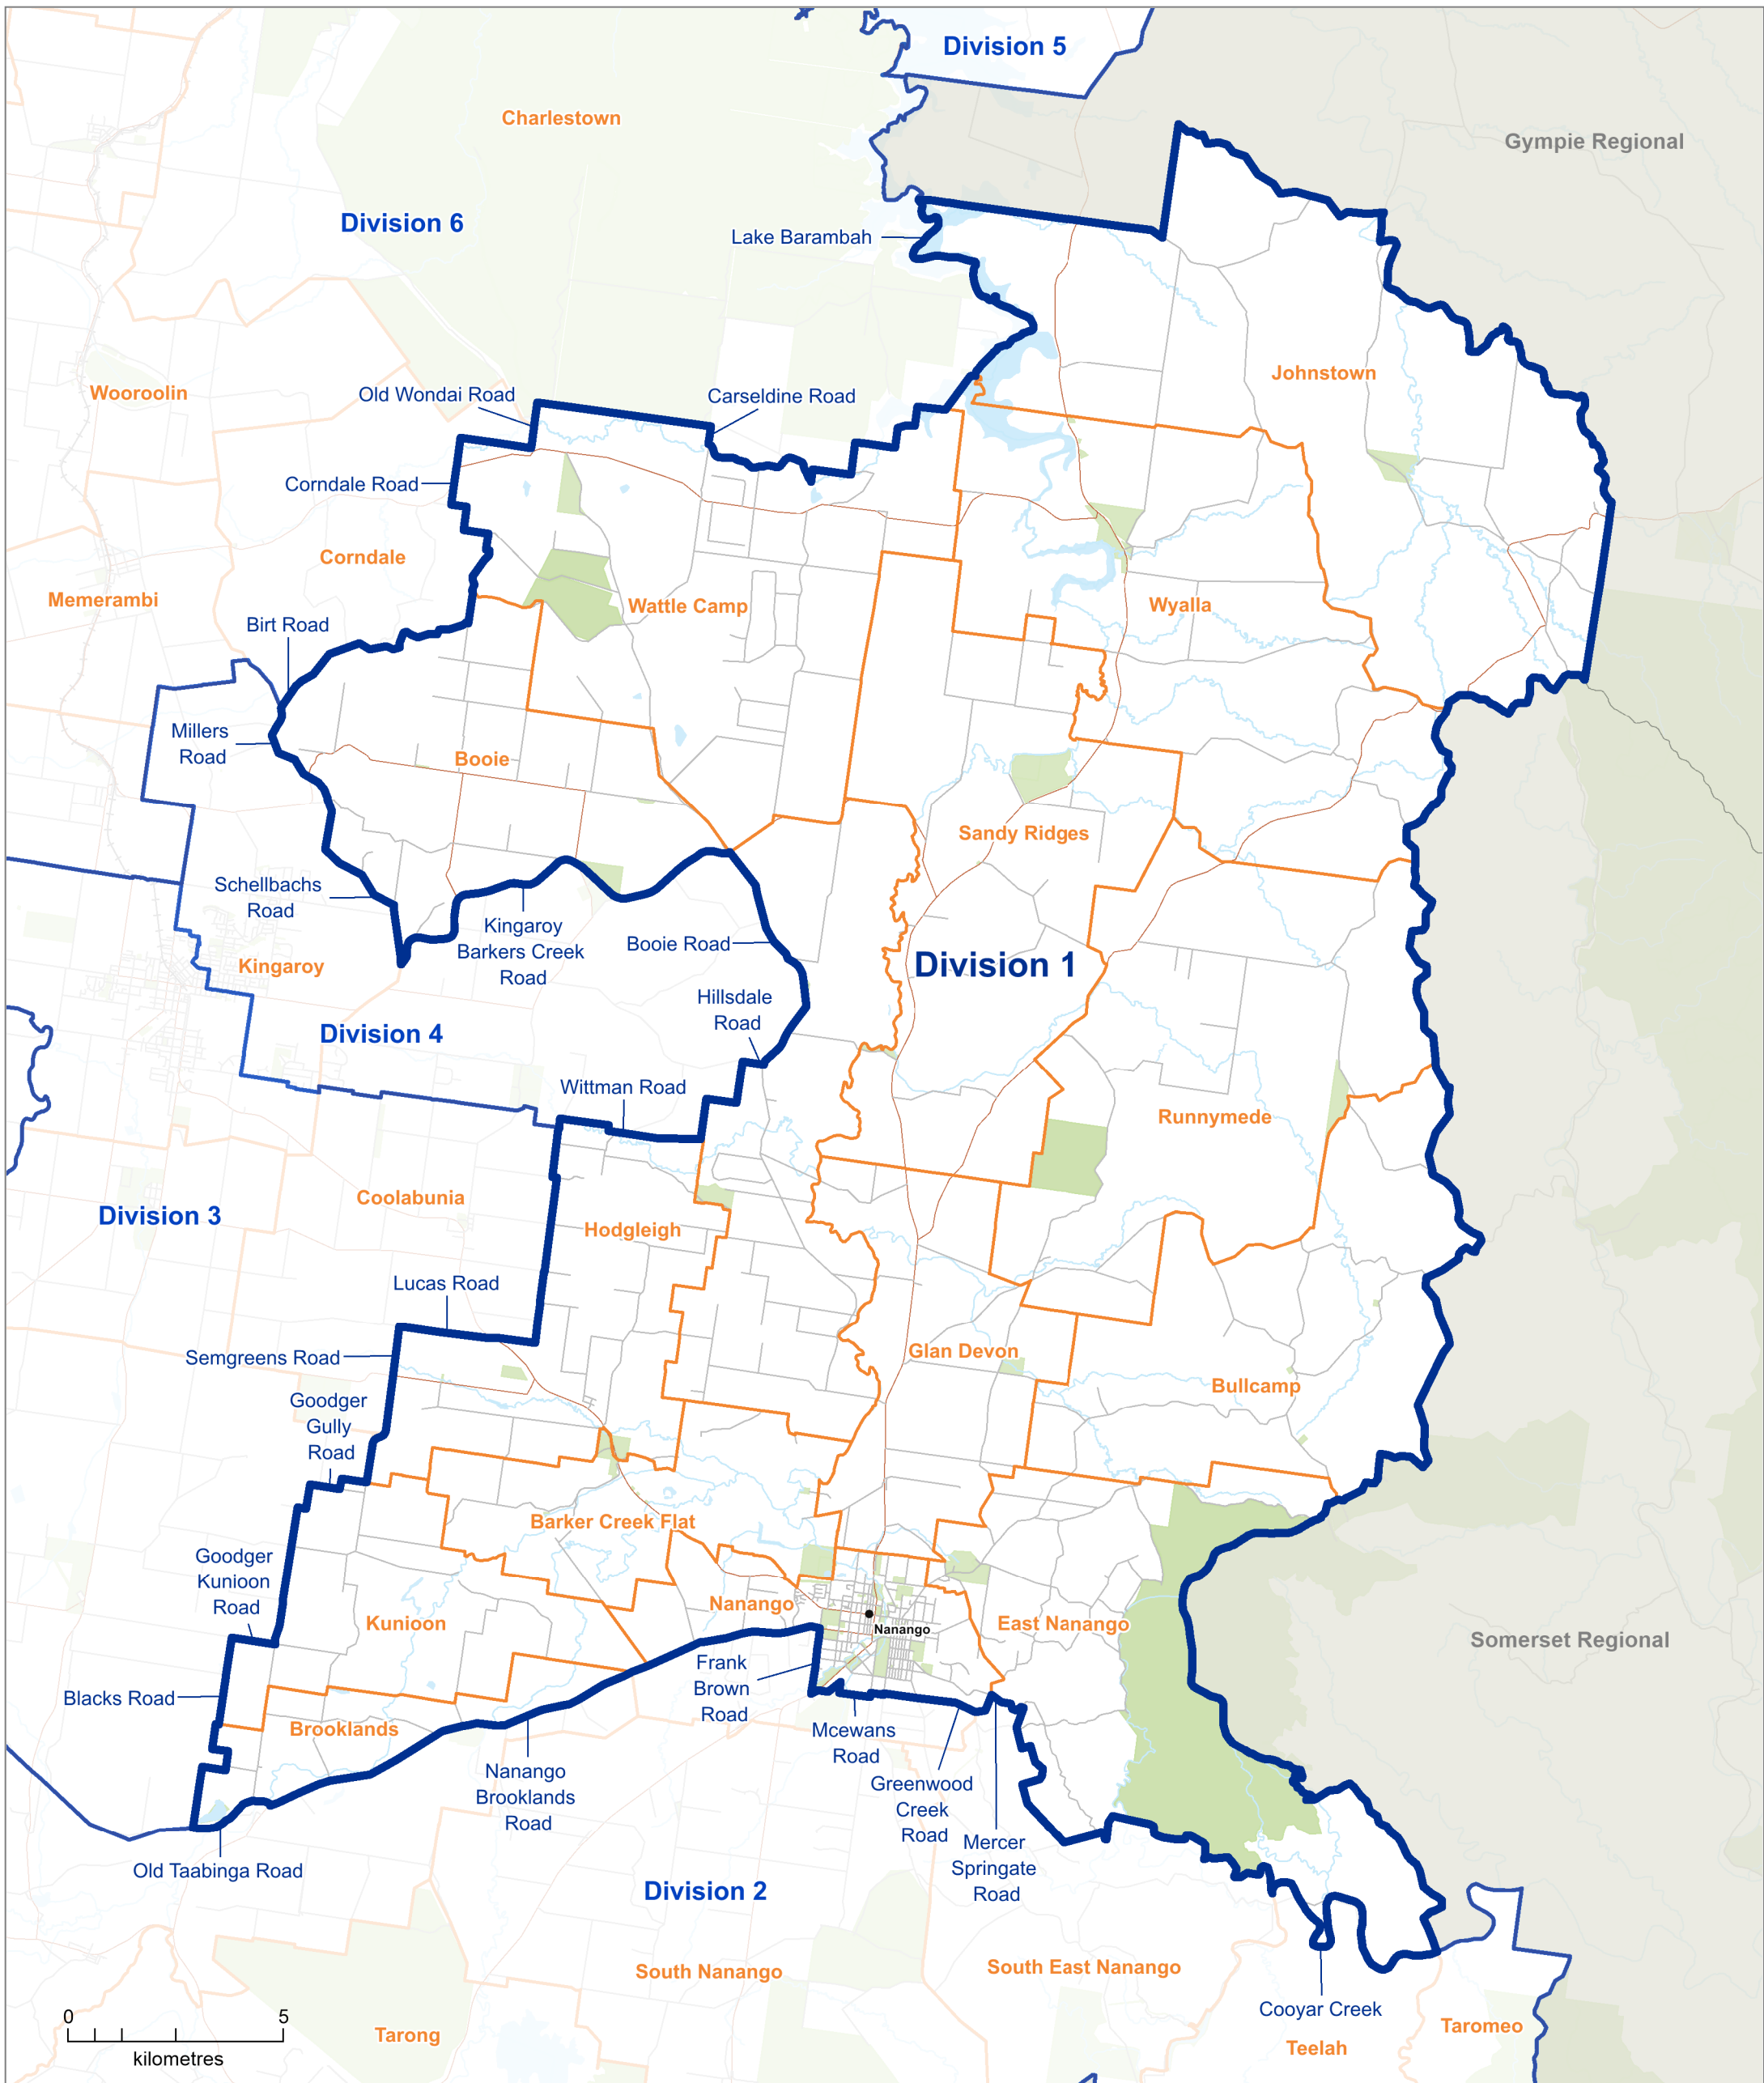 Division 5
Charlestown
Gympie Regional
Division 6
Lake Barambah
Johnstown
Wooroolin
Old Wondai Road
Carseldine Road
Corndale Road
Corndale
Memerambi
Wattle Camp
Wyalla
Birt Road
Millers
Road
Booie
Sandy Ridges
Schellbachs
Road
Kingaroy
Barkers Creek
Road
Booie Road
Kingaroy
Division 1
Hillsdale
Road
Division 4
Wittman Road
Runnymede
Coolabunia
Division 3
Hodgleigh
Lucas Road
Semgreens Road
Glan Devon
Bullcamp
Goodger
Gully
Road
Barker Creek Flat
Goodger
Kunioon
Road
Nanango
Kunioon
East Nanango
Nanango
Somerset Regional
Frank
Brown
Road
Blacks Road
Brooklands
Mcewans
Road
Nanango
Brooklands
Road
Greenwood
Creek
Road
Mercer
Springate
Road
Old Taabinga Road
Division 2
South Nanango
South East Nanango
Cooyar Creek
Taromeo
Teelah
Tarong
0 5
kilometres